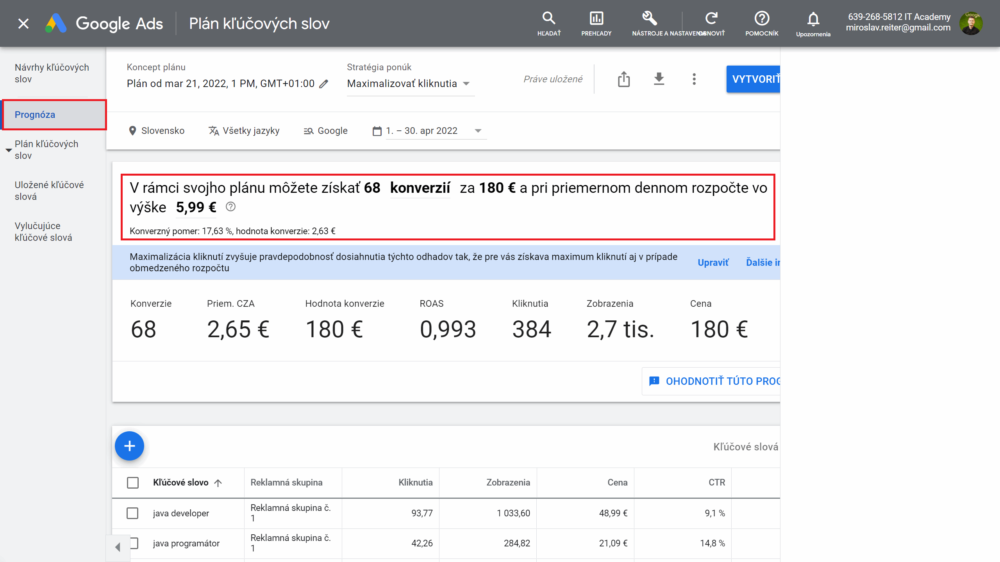 Google Ads
Plán kľúčových slov
HĽADAŤ
PREHĽADY
NÁSTROJE A NASTAVENIA
OBNOVIŤ
POMOCNÍK
Upozornenia
639-268-5812 IT Academy
miroslav.reiter@gmail.com
Google
Návrhy kľúčových
slov
Prognóza
Plán kľúčových
slov
Uložené kľúčové
slová
Vylučujúce
kľúčové slová
Koncept plánu
Plán od mar 21, 2022, 1 PM, GMT+01:00
Stratégia ponúk
Maximalizovať kliknutia
Práve uložené
VYTVORIŤ
Slovensko
Všetky jazyky
Google
1. – 30. apr 2022
V rámci svojho plánu môžete získať 68 konverzií za 180 € a pri priemernom dennom rozpočte vo
výške 5,99 €
Konverzný pomer: 17,63 %, hodnota konverzie: 2,63 €
Maximalizácia kliknutí zvyšuje pravdepodobnosť dosiahnutia týchto odhadov tak, že pre vás získava maximum kliknutí aj v prípade
obmedzeného rozpočtu
Upraviť
Ďalšie in
Konverzie Priem. CZA Hodnota konverzie ROAS Kliknutia Zobrazenia Cena
68 2,65 € 180 € 0,993 384 2,7 tis. 180 €
OHODNOTIŤ TÚTO PROG
Kľúčové slová
Kľúčové slovo Reklamná skupina Kliknutia Zobrazenia Cena CTR
java developer Reklamná skupina č. 93,77 1 033,60 48,99 € 9,1 %
1
java programátor Reklamná skupina č. 42,26 284,82 21,09 € 14,8 %
1